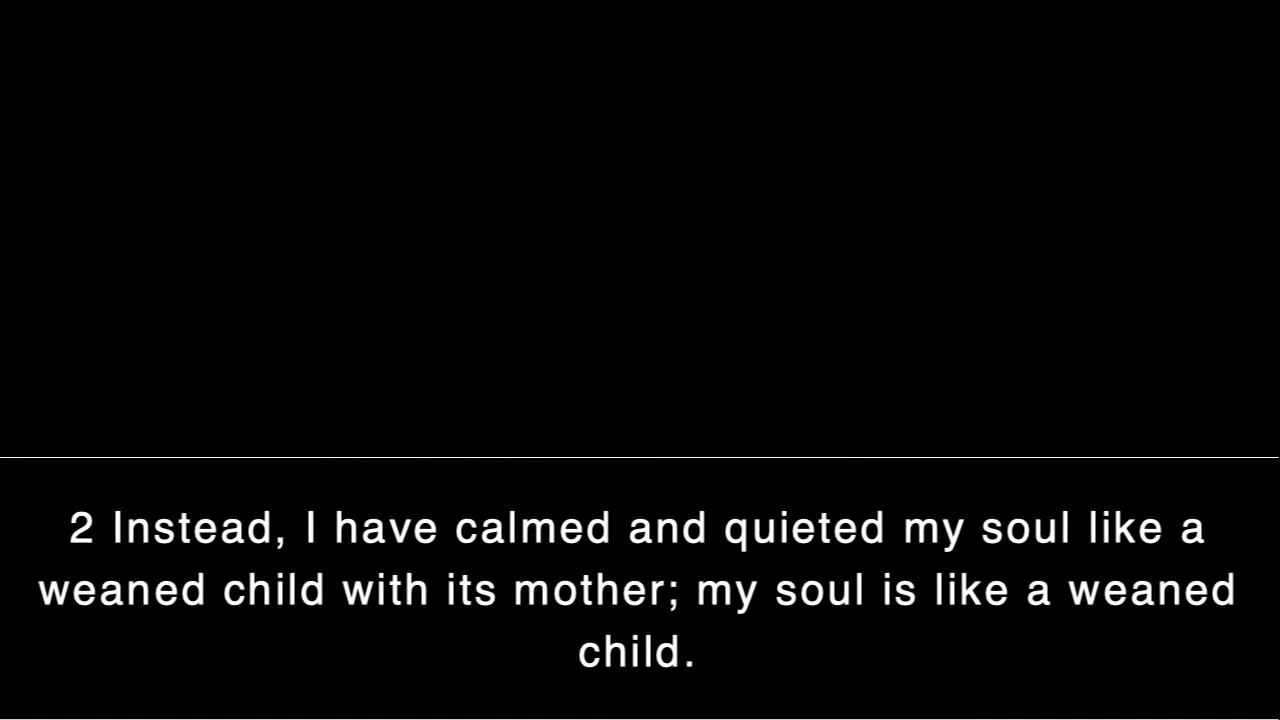 2 Instead, I have calmed and quieted my soul like a
weaned child with its mother; my soul is like a weaned
child.